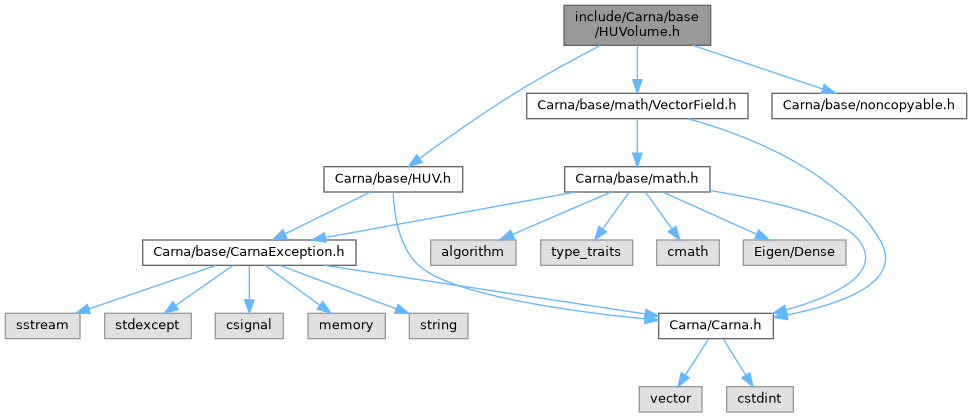 include/Carna/base
/HUVolume.h
Carna/base/math/VectorField.h
Carna/base/noncopyable.h
Carna/base/HUV.h
Carna/base/math.h
Carna/base/CarnaException.h
algorithm
type_traits
cmath
Eigen/Dense
sstream
stdexcept
csignal
memory
string
Carna/Carna.h
vector
cstdint